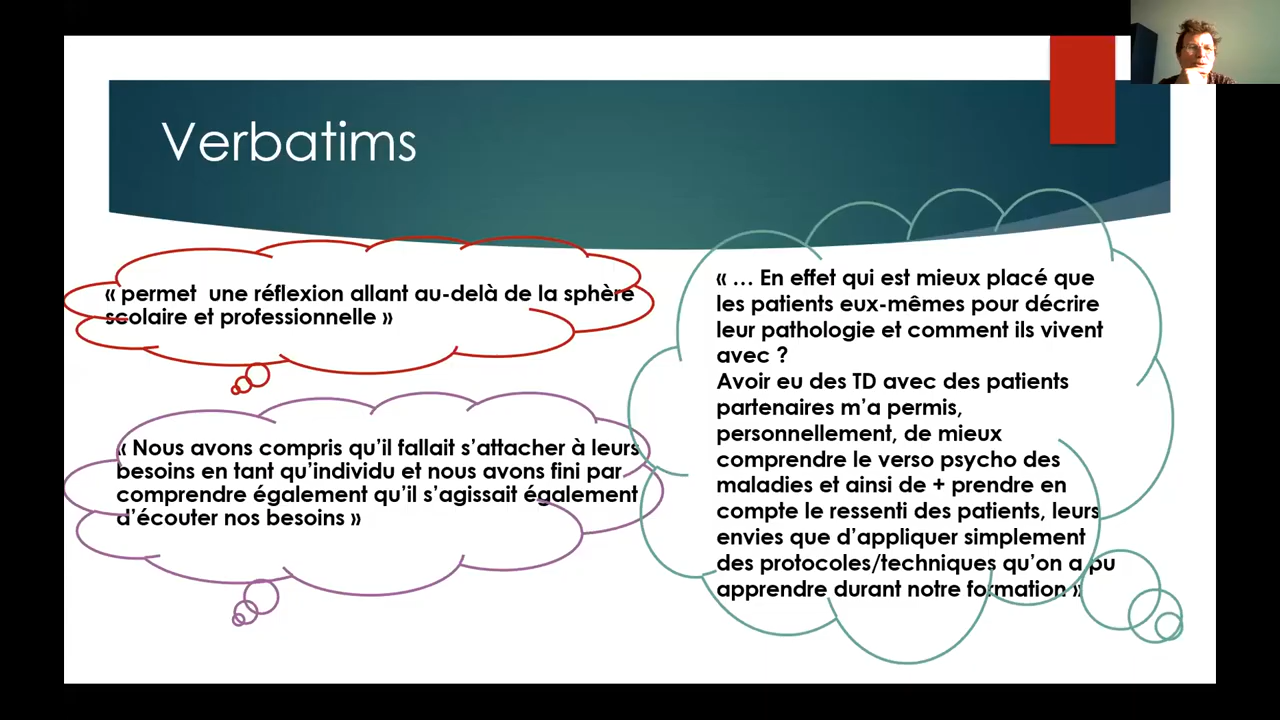 Verbatims
« permet une réflexion allant au-delà de la sphère
scolaire et professionnelle »
« Nous avons compris qu'il fallait s'attacher à leurs
besoins en tant qu'individu et nous avons fini par
comprendre également qu'il s'agissait également
d'écouter nos besoins »
« … En effet qui est mieux placé que
les patients eux-mêmes pour décrire
leur pathologie et comment ils vivent
avec ?
Avoir eu des TD avec des patients
partenaires m'a permis,
personnellement, de mieux
comprendre le verso psycho des
maladies et ainsi de + prendre en
compte le ressenti des patients, leurs
envies que d'appliquer simplement
des protocoles/techniques qu'on a pu
apprendre durant notre formation »